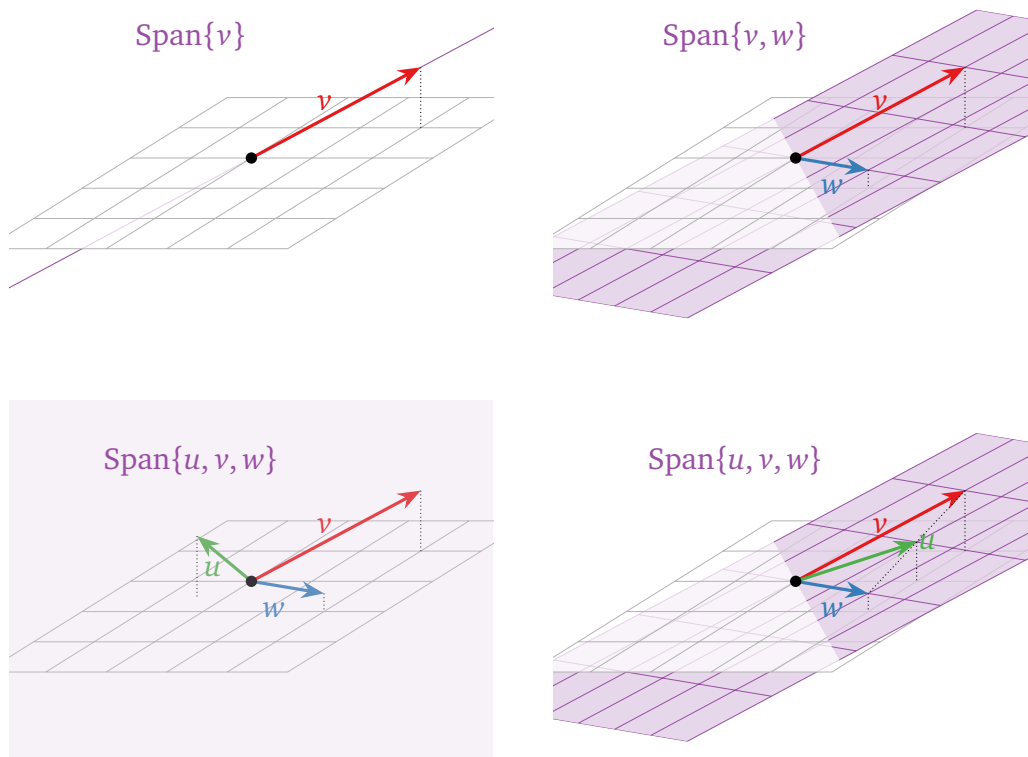 Span{v}
v
Span{v, w}
v
w
Span{u, v, w}
v
u
w
Span{u, v, w}
v
u
w